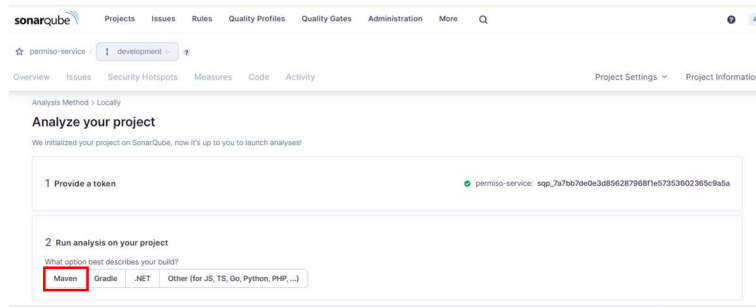 sonarqube Projects Issues Rules Quality Profiles Quality Gates Administration More
permiso-service / development ?
Overview Issues Security Hotspots Measures Code Activity Project Settings Project Information
Analysis Method > Locally
Analyze your project
We initialized your project on SonarQube, now it's up to you to launch analyses!
1 Provide a token permiso-service: sqp_7a7bb7de0e3d856287968f1e57353602365c9a5a
2 Run analysis on your project
What option best describes your build?
Maven Gradle .NET Other (for JS, TS, Go, Python, PHP, ...)